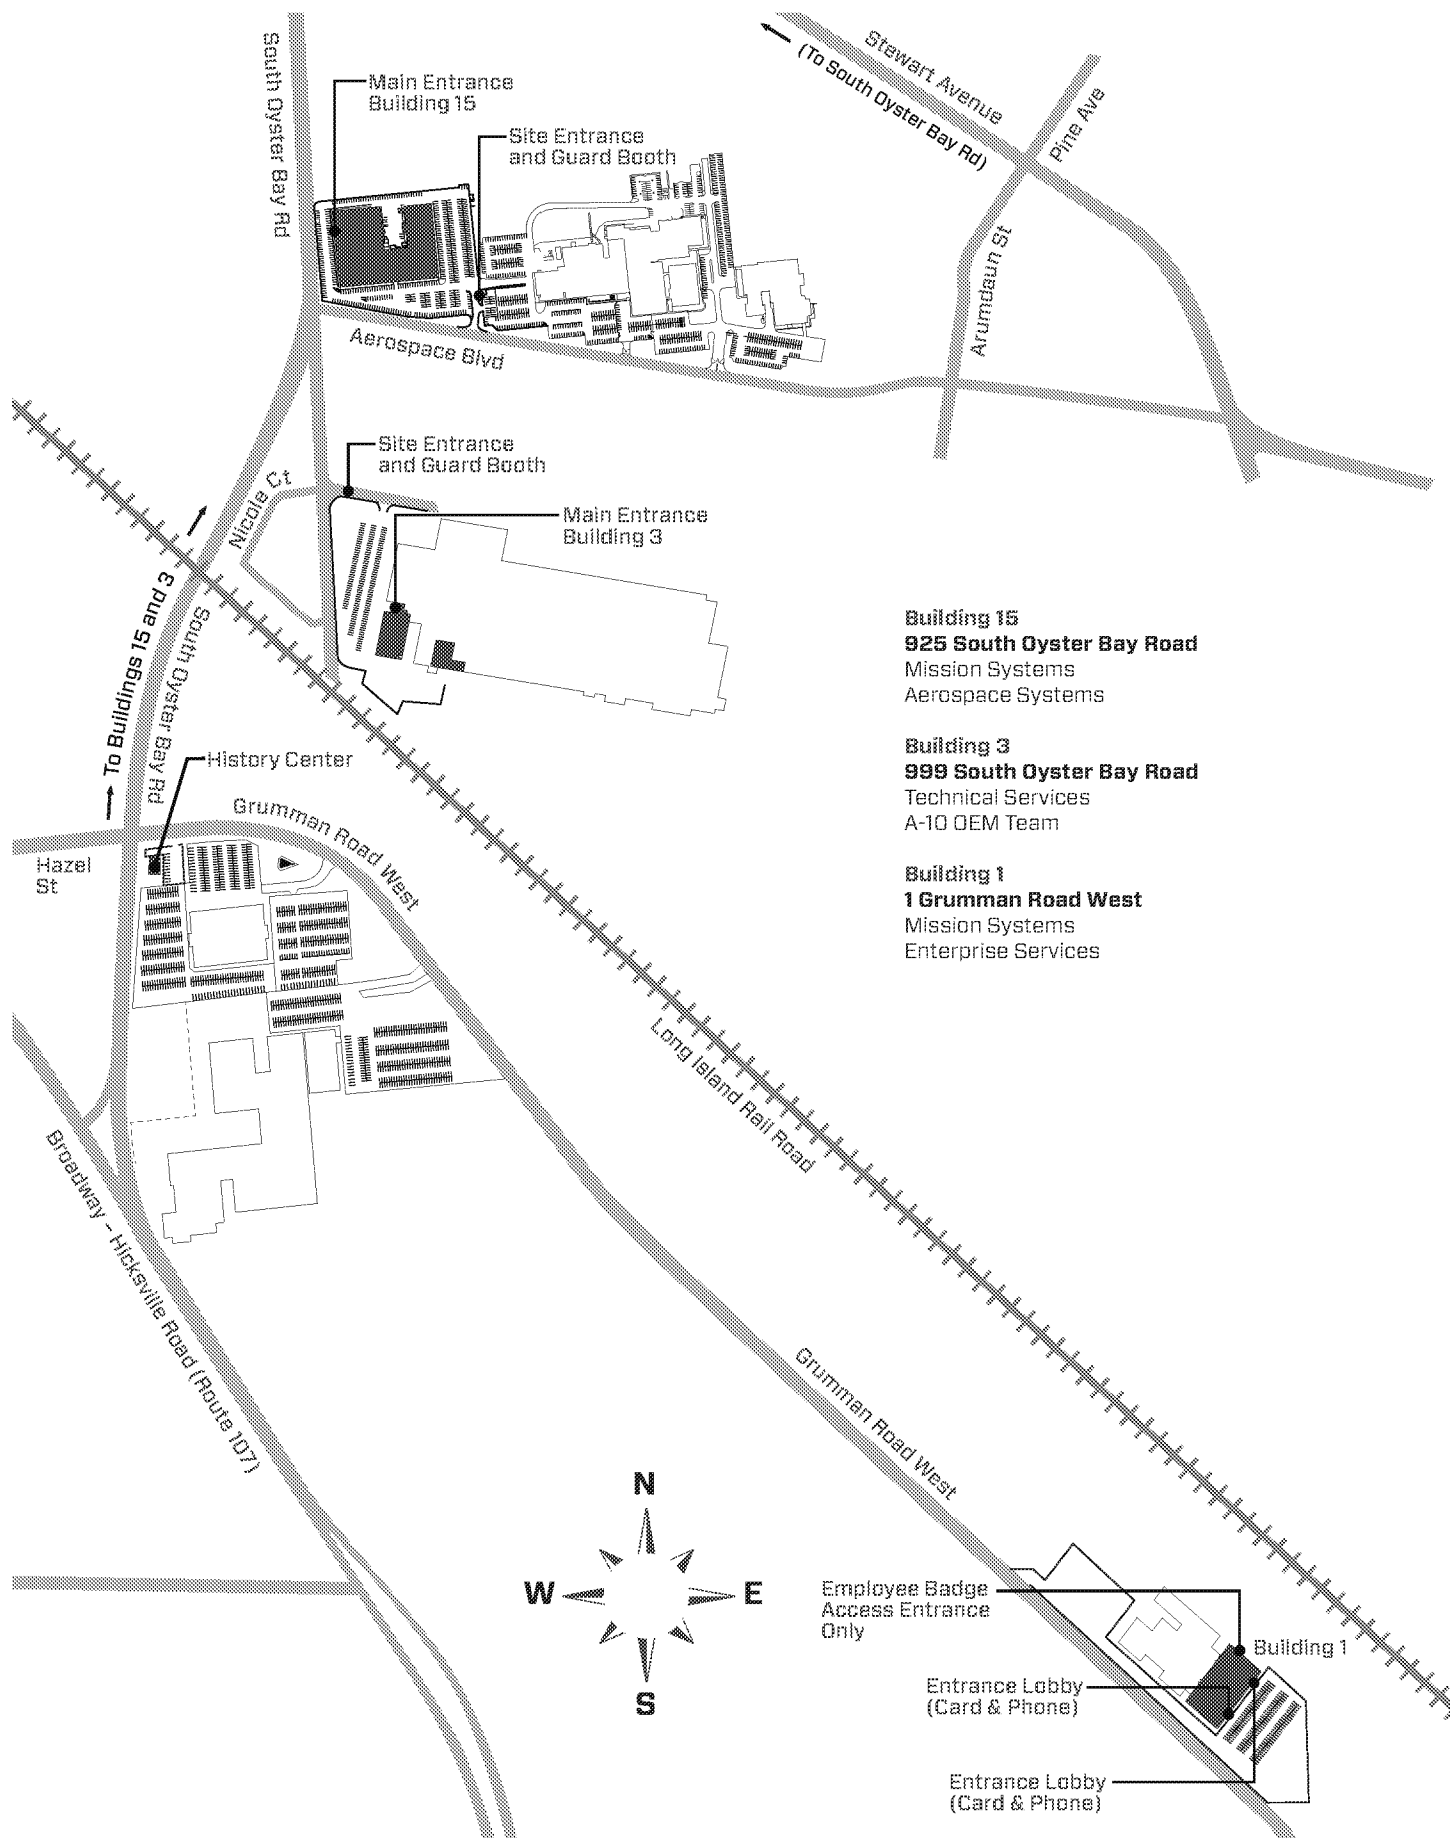 South Oyster Bay Rd
Main Entrance
Building 15
Site Entrance
and Guard Booth
Stewart Avenue
(To South Oyster Bay Rd)
Pine Ave
Arumdaun St
Aerospace Blvd
Site Entrance
and Guard Booth
Nicole Ct
Main Entrance
Building 3
To Buildings 15 and 3
South Oyster Bay Rd
Building 15
925 South Oyster Bay Road
Mission Systems
Aerospace Systems
Building 3
999 South Oyster Bay Road
Technical Services
A-10 OEM Team
Building 1
1 Grumman Road West
Mission Systems
Enterprise Services
History Center
Grumman Road West
Hazel
St
Long Island Rail Road
Broadway – Hicksville Road (Route 107)
Grumman Road West
N
W
E
S
Employee Badge
Access Entrance
Only
Building 1
Entrance Lobby
(Card & Phone)
Entrance Lobby
(Card & Phone)